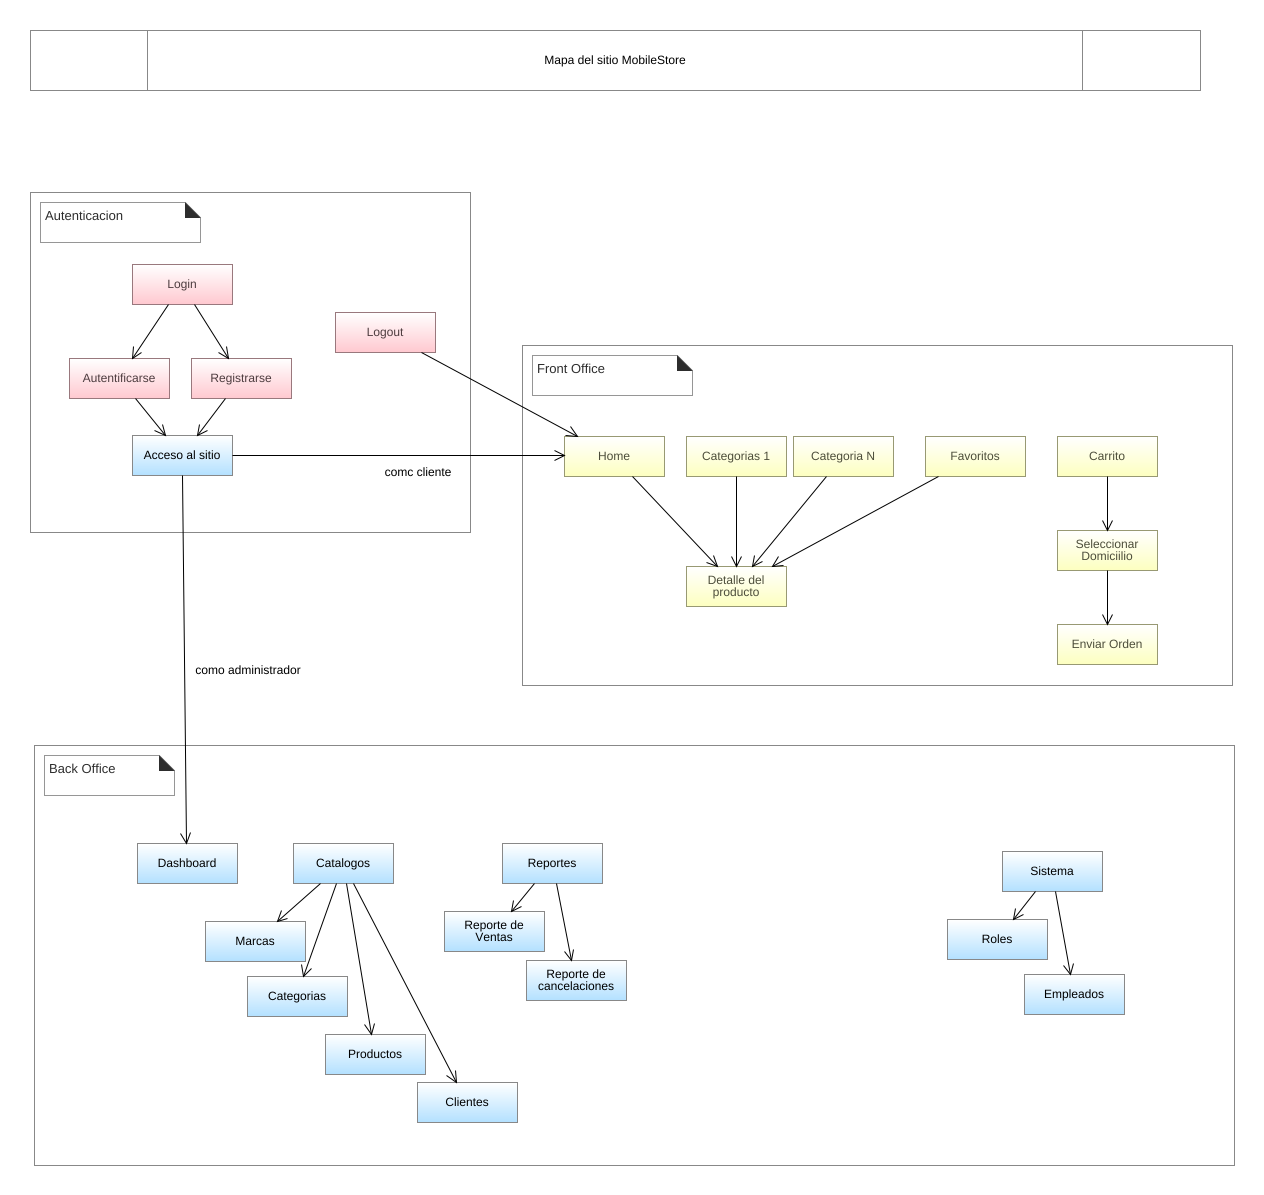 Mapa del sitio MobileStore
Autenticacion
Login
Logout
Autentificarse
Registrarse
Acceso al sitio
comc cliente
como administrador
Front Office
Home
Categorias 1
Categoria N
Favoritos
Carrito
Seleccionar
Domiciilio
Detalle del
producto
Enviar Orden
Back Office
Dashboard
Catalogos
Reportes
Sistema
Marcas
Categorias
Productos
Clientes
Reporte de
Ventas
Reporte de
cancelaciones
Roles
Empleados